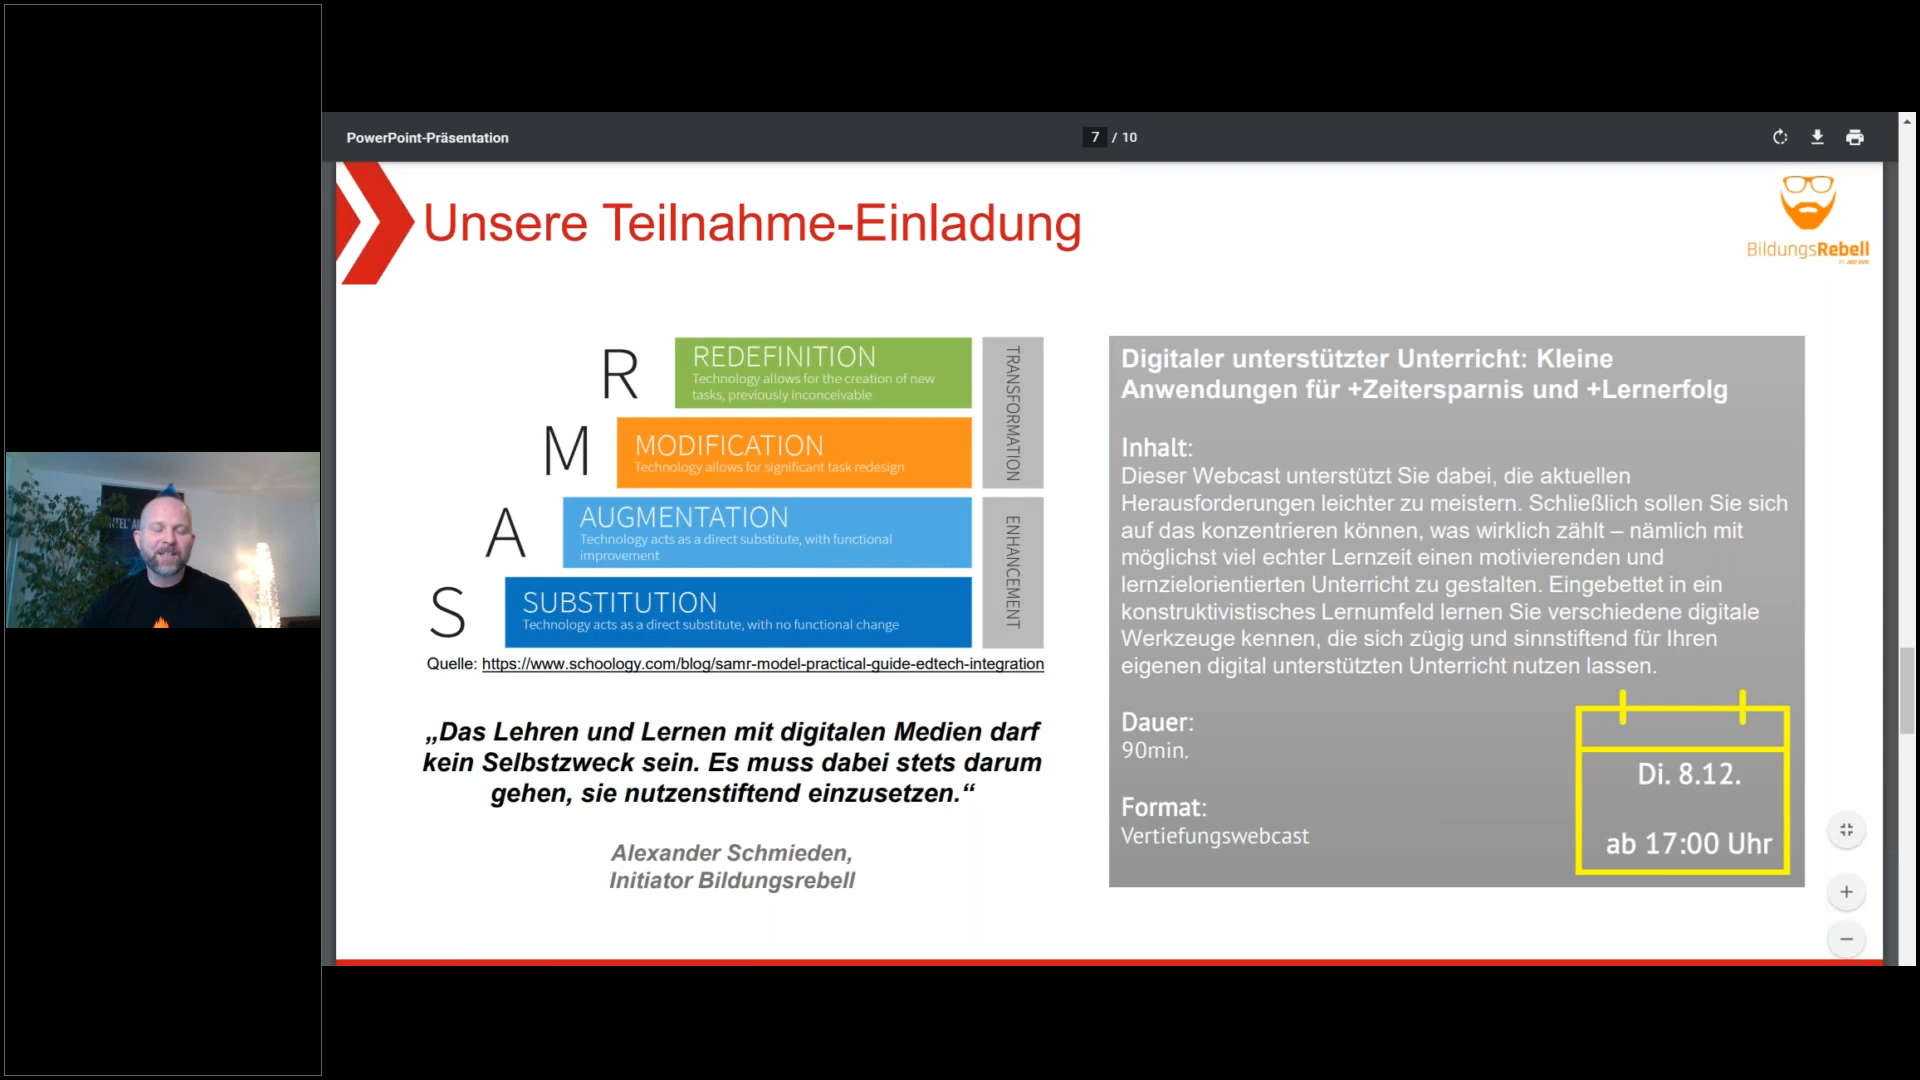 PowerPoint-Präsentation
7 / 10
Unsere Teilnahme-Einladung
BildungsRebell
R
REDEFINITION
Technology allows for the creation of new
tasks, previously inconceivable
M
MODIFICATION
Technology allows for significant task redesign
TRANSFORMATION
A
AUGMENTATION
Technology acts as a direct substitute, with functional
improvement
S
SUBSTITUTION
Technology acts as a direct substitute, with no functional change
ENHANCEMENT
Quelle: https://www.schoology.com/blog/samr-model-practical-guide-edtech-integration
„Das Lehren und Lernen mit digitalen Medien darf
kein Selbstzweck sein. Es muss dabei stets darum
gehen, sie nutzenstiftend einzusetzen.“
Alexander Schmieden,
Initiator Bildungsrebell
Digitaler unterstützter Unterricht: Kleine
Anwendungen für +Zeitersparnis und +Lernerfolg
Inhalt:
Dieser Webcast unterstützt Sie dabei, die aktuellen
Herausforderungen leichter zu meistern. Schließlich sollen Sie sich
auf das konzentrieren können, was wirklich zählt – nämlich mit
möglichst viel echter Lernzeit einen motivierenden und
lernzielorientierten Unterricht zu gestalten. Eingebettet in ein
konstruktivistisches Lernumfeld lernen Sie verschiedene digitale
Werkzeuge kennen, die sich zügig und sinnstiftend für Ihren
eigenen digital unterstützten Unterricht nutzen lassen.
Dauer:
90min.
Format:
Vertiefungswebcast
Di. 8.12.
ab 17:00 Uhr